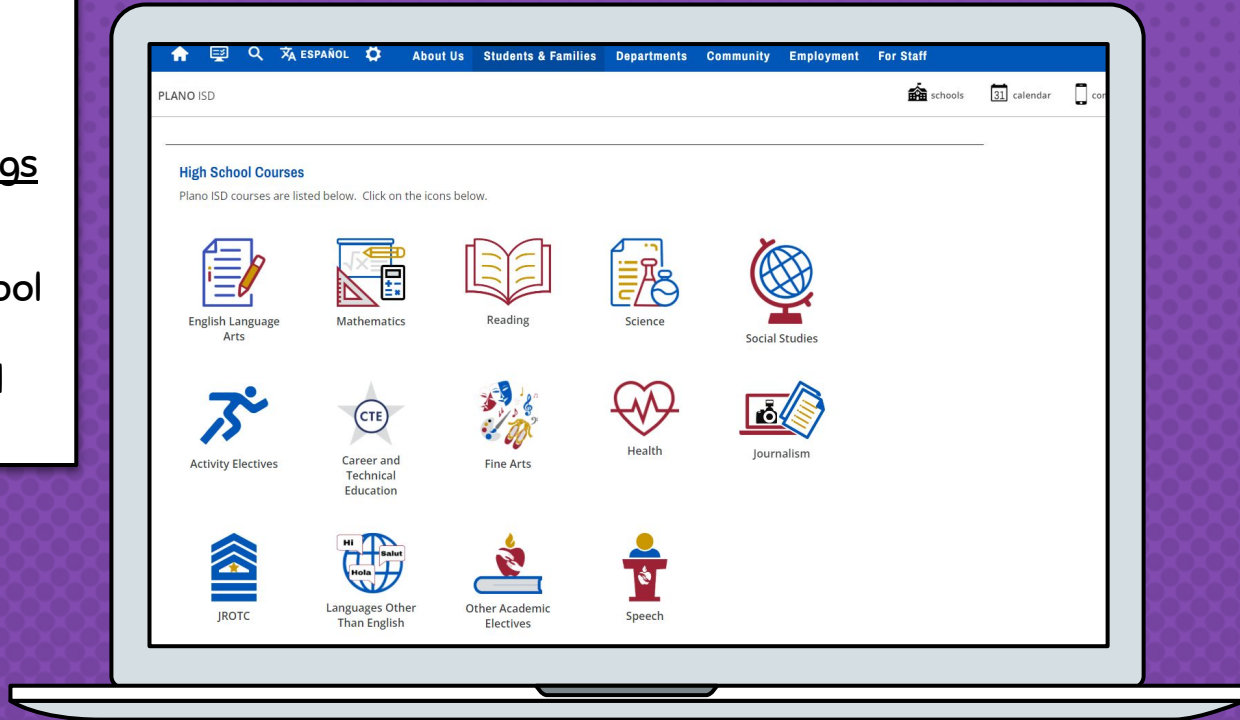 gs
ool
ESPAÑOL About Us Students & Families Departments Community Employment For Staff
PLANO ISD
schools 31 calendar
High School Courses
Plano ISD courses are listed below. Click on the icons below.
English Language
Arts
Mathematics
Reading
Science
Social Studies
Activity Electives
CTE
Career and
Technical
Education
Fine Arts
Health
Journalism
JROTC
Hi
Salut
Hola
Languages Other
Than English
Other Academic
Electives
Speech